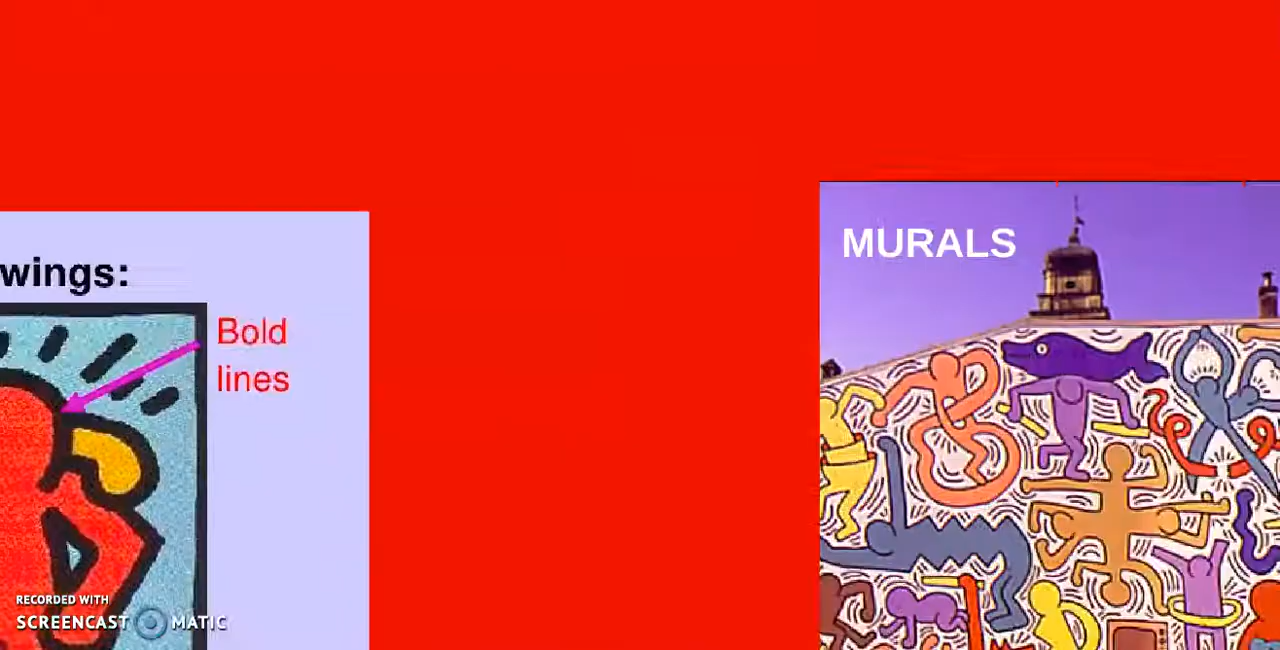 wings:
Bold
lines
MURALS
RECORDED WITH
SCREENCAST MATIC